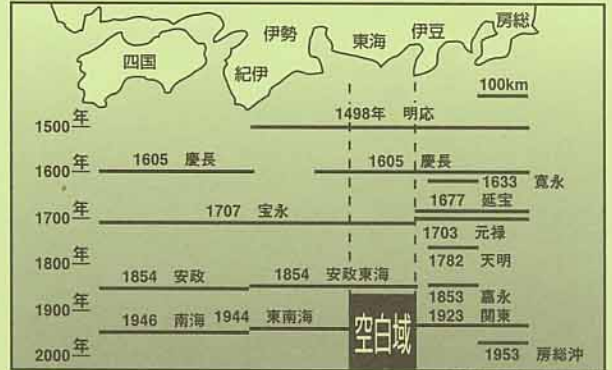 房総
伊勢
伊豆
東海
四国
紀伊
100km
1498年 明応
1500年
1605 慶長
1605 慶長
1600年
1633 寛永
1677 延宝
1707 宝永
1700年
1703 元禄
1782 天明
1800年
1854 安政
1854 安政東海
1853 嘉永
1900年
1923 関東
1946 南海
1944 東南海
空白域
2000年
1953 房総沖